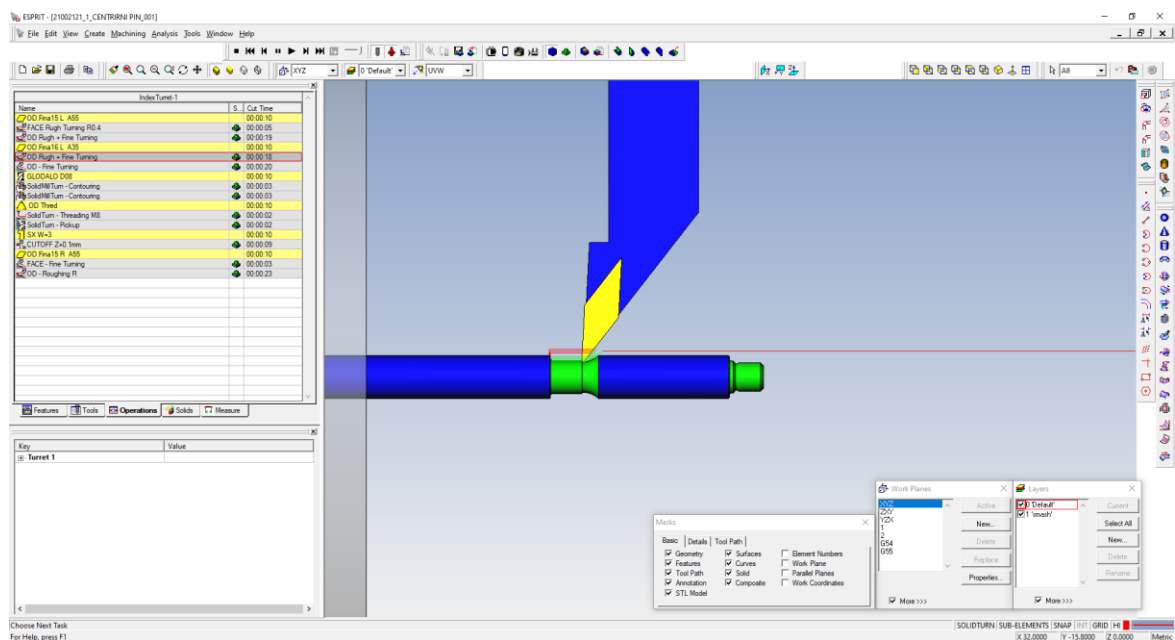 ESPRIT - [21002121_1_CENTRIRNI PIN_001]
File Edit View Create Machining Analysis Tools Window Help
XYZ 0 'Default' UVW All
IndexTurret-1
Name S... Cut Time
OD.Fina15 L A55 00:00:10
FACE Rugh Turning R0.4 00:00:05
OD Rugh + Fine Turning 00:00:19
OD.Fina16 L A35 00:00:10
OD Rugh + Fine Turning 00:00:18
OD - Fine Turning 00:00:20
GLODALO D08 00:00:10
SolidMillTurn - Contouring 00:00:03
SolidMillTurn - Contouring 00:00:03
OD Thred 00:00:10
SolidTurn - Threading M8 00:00:02
SolidTurn - Pickup 00:00:02
SX W=3 00:00:10
CUTOFF Z+0.1mm 00:00:09
OD.Fina15 R A55 00:00:10
FACE - Fine Turning 00:00:03
OD - Roughing R 00:00:23
Features Tools Operations Solids Measure
Key Value
Turret 1
Masks
Basic Details Tool Path
Geometry Surfaces Element Numbers
Features Curves Work Plane
Tool Path Solid Parallel Planes
Annotation Composite Work Coordinates
STL Model
Work Planes
XYZ
ZXY
YZX
1
2
G54
G55
Active
New...
Delete
Replace
Properties...
More >>>
Layers
0 'Default'
1 'smash'
Current
Select All
New...
Delete
Rename
More >>>
Choose Next Task
SOLIDTURN SUB-ELEMENTS SNAP INT GRID HI
For Help, press F1
X 32.0000 Y -15.8000 Z 0.0000 Metric